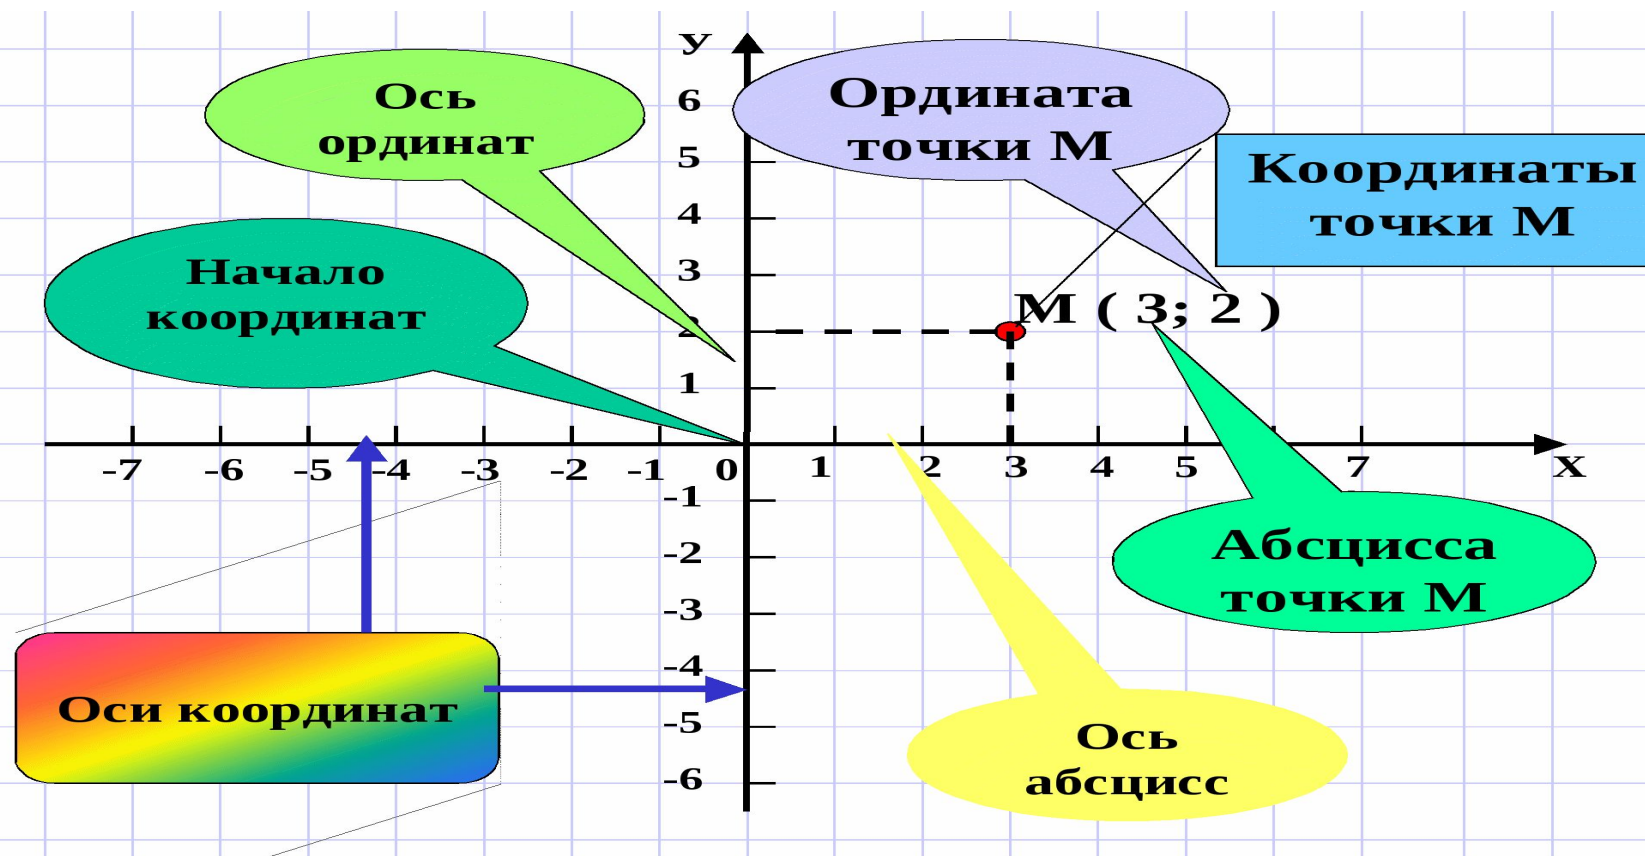 У
Ось
ординат
Ордината
точки М
Координаты
точки М
Начало
координат
6
5
4
3
2
1
М ( 3; 2 )
-7 -6 -5 -4 -3 -2 -1 0 1 2 3 4 5 7 Х
-1
-2
-3
-4
-5
-6
Абсцисса
точки М
Оси координат
Ось
абсцисс